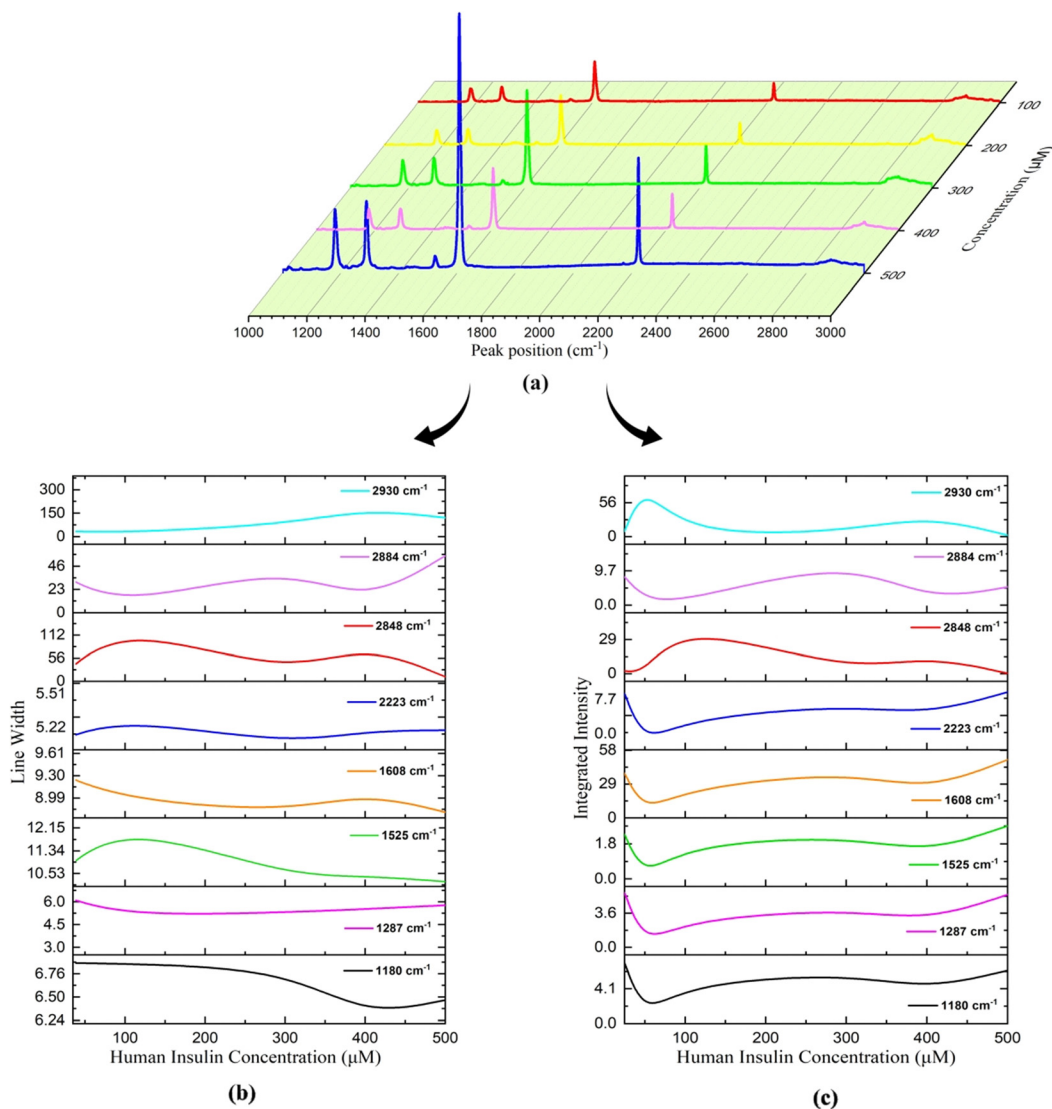 100
200
300
400
500
Concentration (μM)
1000 1200 1400 1600 1800 2000 2200 2400 2600 2800 3000
Peak position (cm-1)
(a)
Line Width
300
150
0
2930 cm-1
46
23
0
2884 cm-1
112
56
0
2848 cm-1
5.51
5.22
2223 cm-1
9.61
9.30
8.99
1608 cm-1
12.15
11.34
10.53
1525 cm-1
6.0
4.5
3.0
1287 cm-1
6.76
6.50
6.24
1180 cm-1
100 200 300 400 500
Human Insulin Concentration (μM)
(b)
Integrated Intensity
56
0
2930 cm-1
9.7
0.0
2884 cm-1
29
0
2848 cm-1
7.7
0.0
2223 cm-1
58
29
0
1608 cm-1
1.8
0.0
1525 cm-1
3.6
0.0
1287 cm-1
4.1
0.0
1180 cm-1
100 200 300 400 500
Human Insulin Concentration (μM)
(c)